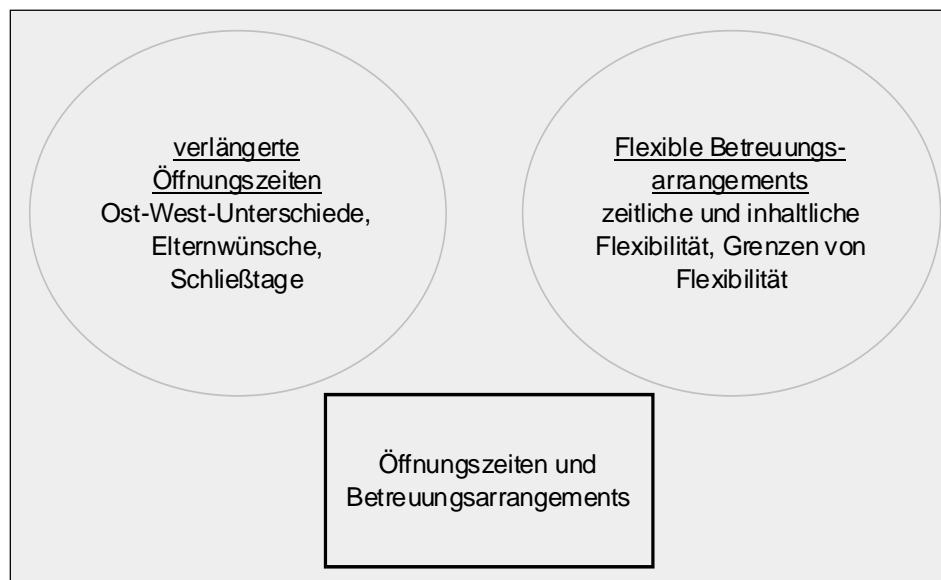 verlängerte
Öffnungszeiten
Ost-West-Unterschiede,
Elternwünsche,
Schließtage
Flexible Betreuungs-
arrangements
zeitliche und inhaltliche
Flexibilität, Grenzen von
Flexibilität
Öffnungszeiten und
Betreuungsarrangements